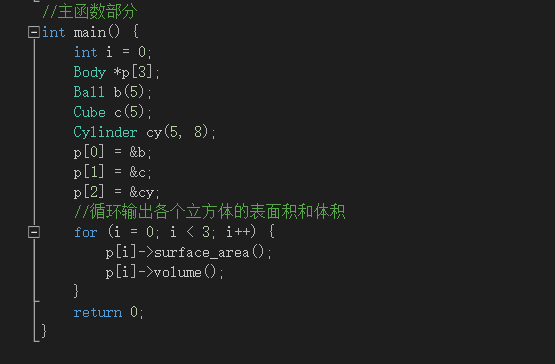 //主函数部分
int main() {
int i = 0;
Body *p[3];
Ball b(5);
Cube c(5);
Cylinder cy(5, 8);
p[0] = &b;
p[1] = &c;
p[2] = &cy;
//循环输出各个立方体的表面积和体积
for (i = 0; i < 3; i++) {
p[i]->surface_area();
p[i]->volume();
}
return 0;
}